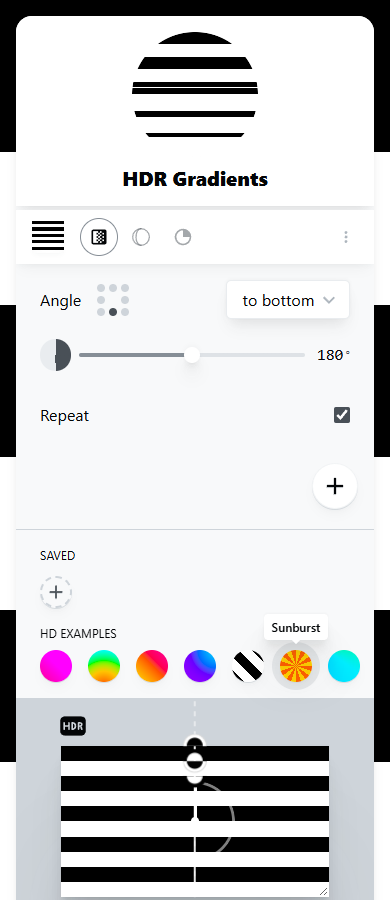 HDR Gradients
Angle
to bottom
180°
Repeat
SAVED
HD EXAMPLES
Sunburst
HDR